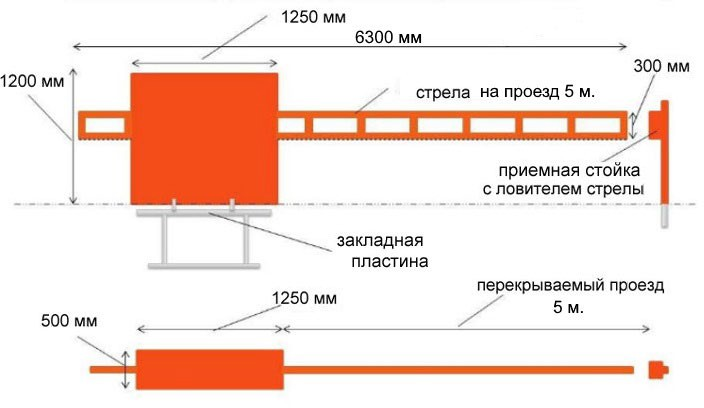 1250 мм
6300 мм
1200 мм
300 мм
стрела на проезд 5 м.
приемная стойка
с ловителем стрелы
закладная
пластина
1250 мм
перекрываемый проезд
5 м.
500 мм